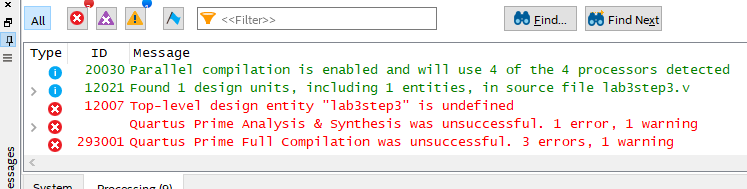 All
<<Filter>>
Find...
Find Next
Type ID Message
20030 Parallel compilation is enabled and will use 4 of the 4 processors detected
12021 Found 1 design units, including 1 entities, in source file lab3step3.v
12007 Top-level design entity "lab3step3" is undefined
Quartus Prime Analysis & Synthesis was unsuccessful. 1 error, 1 warning
293001 Quartus Prime Full Compilation was unsuccessful. 3 errors, 1 warning
essages
System
Processing (9)